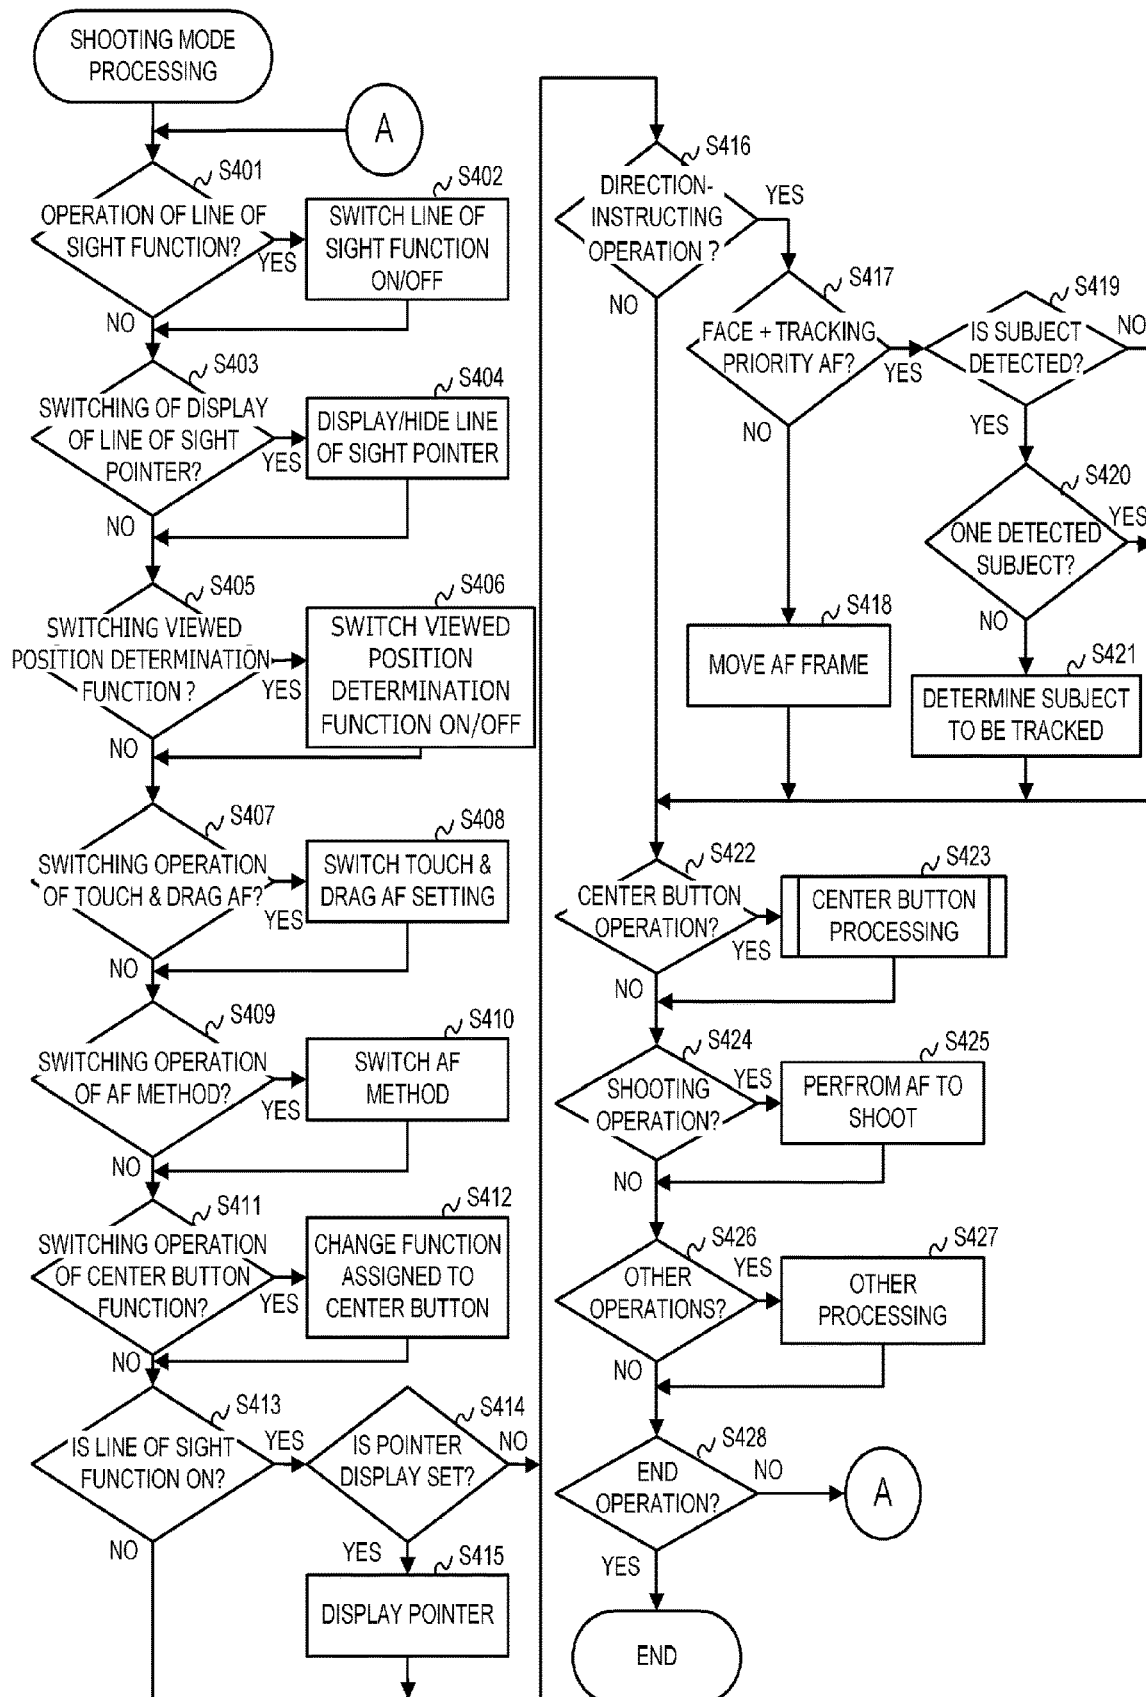 SHOOTING MODE
PROCESSING
A
S401
OPERATION OF LINE OF
SIGHT FUNCTION?
YES
NO
S402
SWITCH LINE OF
SIGHT FUNCTION
ON/OFF
S403
SWITCHING OF DISPLAY
OF LINE OF SIGHT
POINTER?
YES
NO
S404
DISPLAY/HIDE LINE
OF SIGHT POINTER
S405
SWITCHING VIEWED
POSITION DETERMINATION
FUNCTION ?
YES
NO
S406
SWITCH VIEWED
POSITION
DETERMINATION
FUNCTION ON/OFF
S407
SWITCHING OPERATION
OF TOUCH & DRAG AF?
YES
NO
S408
SWITCH TOUCH &
DRAG AF SETTING
S409
SWITCHING OPERATION
OF AF METHOD?
YES
NO
S410
SWITCH AF
METHOD
S411
SWITCHING OPERATION
OF CENTER BUTTON
FUNCTION?
YES
NO
S412
CHANGE FUNCTION
ASSIGNED TO
CENTER BUTTON
S413
IS LINE OF SIGHT
FUNCTION ON?
YES
NO
S414
IS POINTER
DISPLAY SET?
NO
YES
S415
DISPLAY POINTER
S416
DIRECTION-
INSTRUCTING
OPERATION ?
YES
NO
S417
FACE + TRACKING
PRIORITY AF?
YES
NO
S418
MOVE AF FRAME
S419
IS SUBJECT
DETECTED?
NO
YES
S420
ONE DETECTED
SUBJECT?
YES
NO
S421
DETERMINE SUBJECT
TO BE TRACKED
S422
CENTER BUTTON
OPERATION?
YES
NO
S423
CENTER BUTTON
PROCESSING
S424
SHOOTING
OPERATION?
YES
NO
S425
PERFROM AF TO
SHOOT
S426
OTHER
OPERATIONS?
YES
NO
S427
OTHER
PROCESSING
S428
END
OPERATION?
NO
A
YES
END